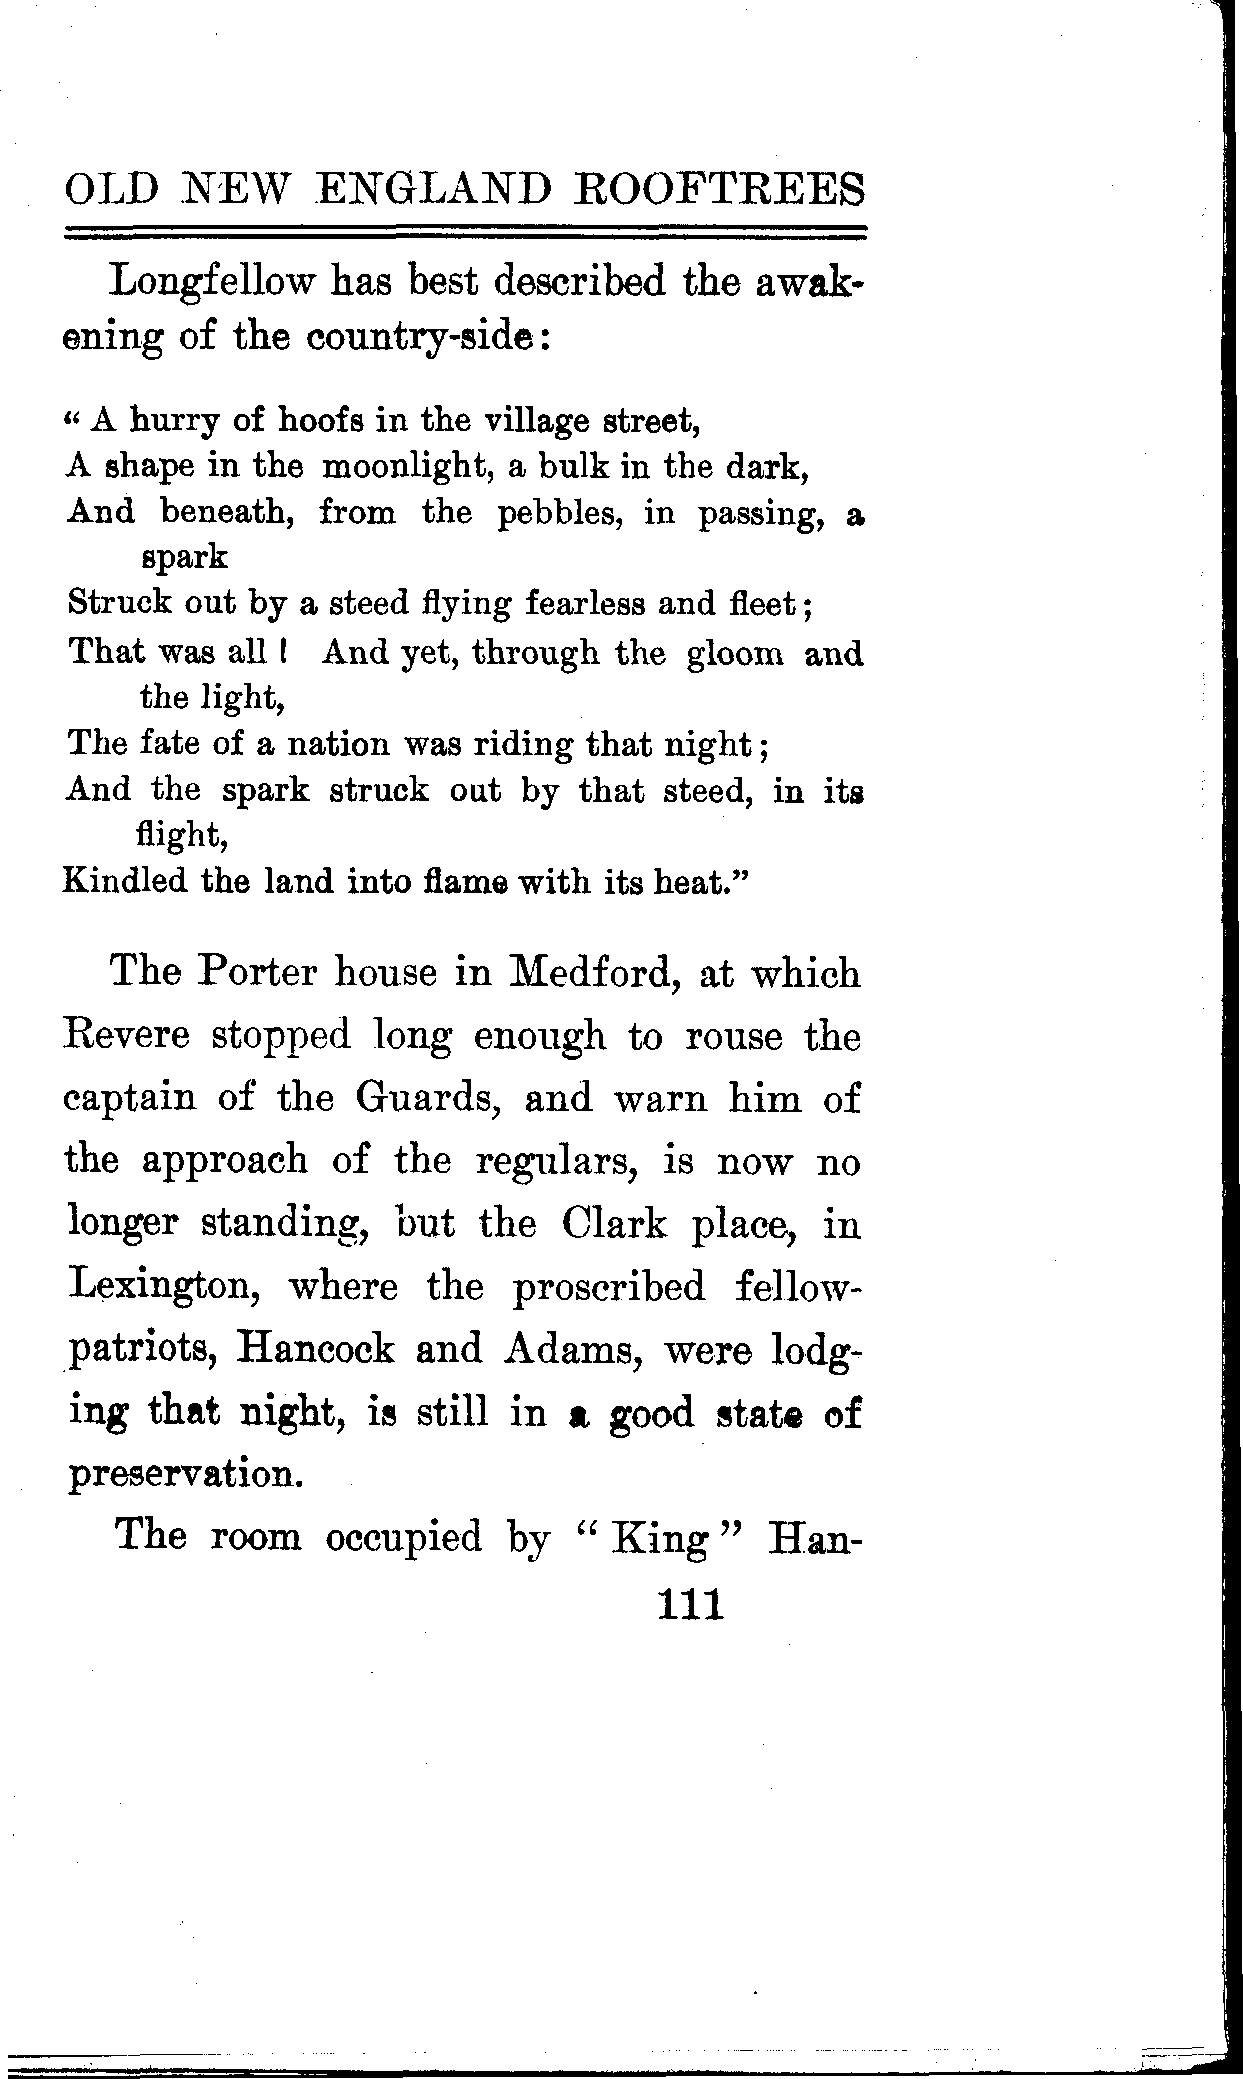 OLD NEW ENGLAND ROOFTREES
Longfellow has best described the awak-
ening of the country-side:
“ A hurry of hoofs in the village street,
A shape in the moonlight, a bulk in the dark,
And beneath, from the pebbles, in passing, a
spark
Struck out by a steed flying fearless and fleet;
That was all! And yet, through the gloom and
the light,
The fate of a nation was riding that night;
And the spark struck out by that steed, in its
flight,
Kindled the land into flame with its heat.”
The Porter house in Medford, at which
Revere stopped long enough to rouse the
captain of the Guards, and warn him of
the approach of the regulars, is now no
longer standing, but the Clark place, in
Lexington, where the proscribed fellow-
patriots, Hancock and Adams, were lodg-
ing that night, is still in a good state of
preservation.
The room occupied by “ King ” Han-
111